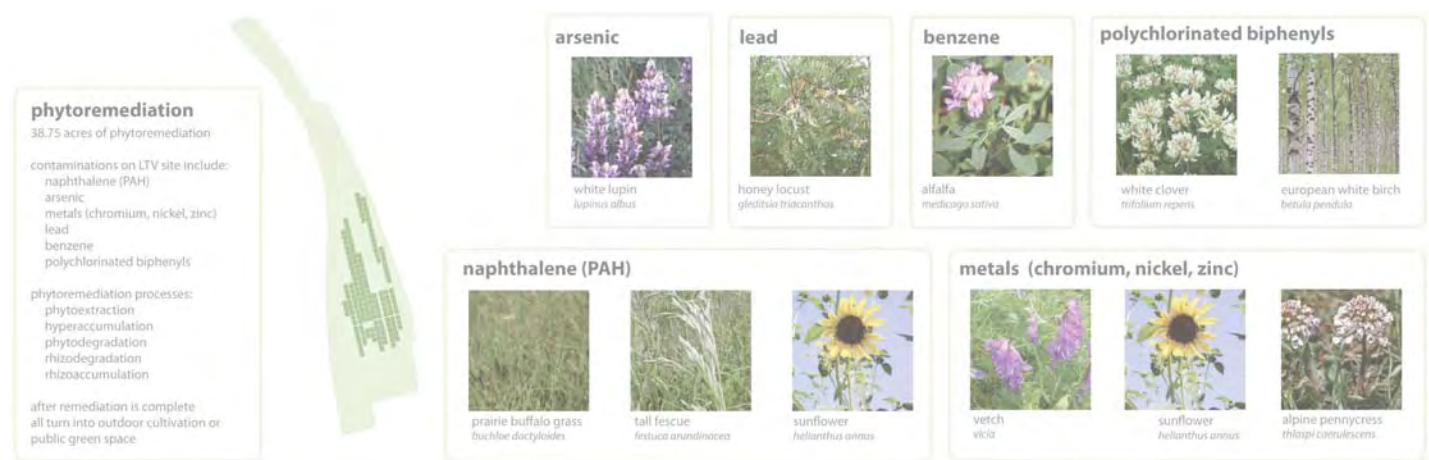 phytoremediation
38.75 acres of phytoremediation
contaminations on LTV site include:
naphthalene (PAH)
arsenic
metals (chromium, nickel, zinc)
lead
benzene
polychlorinated biphenyls
phytoremediation processes:
phytoextraction
hyperaccumulation
phytodegradation
rhizodegradation
rhizoaccumulation
after remediation is complete
all turn into outdoor cultivation or
public green space
arsenic
white lupin
lupinus albus
lead
honey locust
gleditsia triacanthos
benzene
alfalfa
medicago sativa
polychlorinated biphenyls
white clover
trifolium repens
european white birch
betula pendula
naphthalene (PAH)
prairie buffalo grass
buchloe dactyloides
tall fescue
festuca arundinacea
sunflower
helianthus annus
metals (chromium, nickel, zinc)
vetch
vicia
sunflower
helianthus annus
alpine pennycress
thlaspi caerulescens